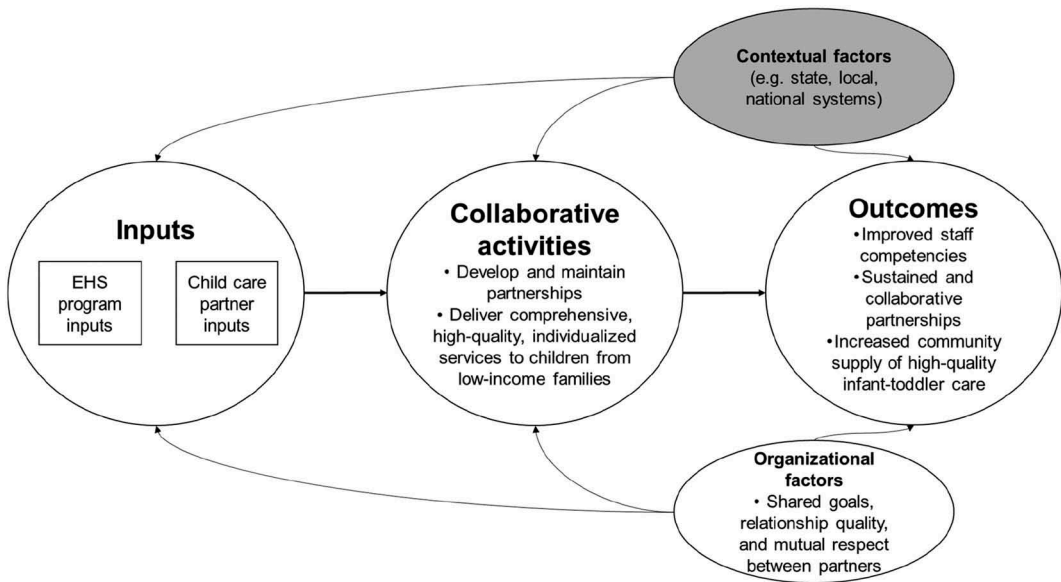 Contextual factors
(e.g. state, local,
national systems)
Inputs
EHS
program
inputs
Child care
partner
inputs
Collaborative
activities
• Develop and maintain
partnerships
• Deliver comprehensive,
high-quality, individualized
services to children from
low-income families
Outcomes
•Improved staff
competencies
•Sustained and
collaborative
partnerships
•Increased community
supply of high-quality
infant-toddler care
Organizational
factors
• Shared goals,
relationship quality,
and mutual respect
between partners